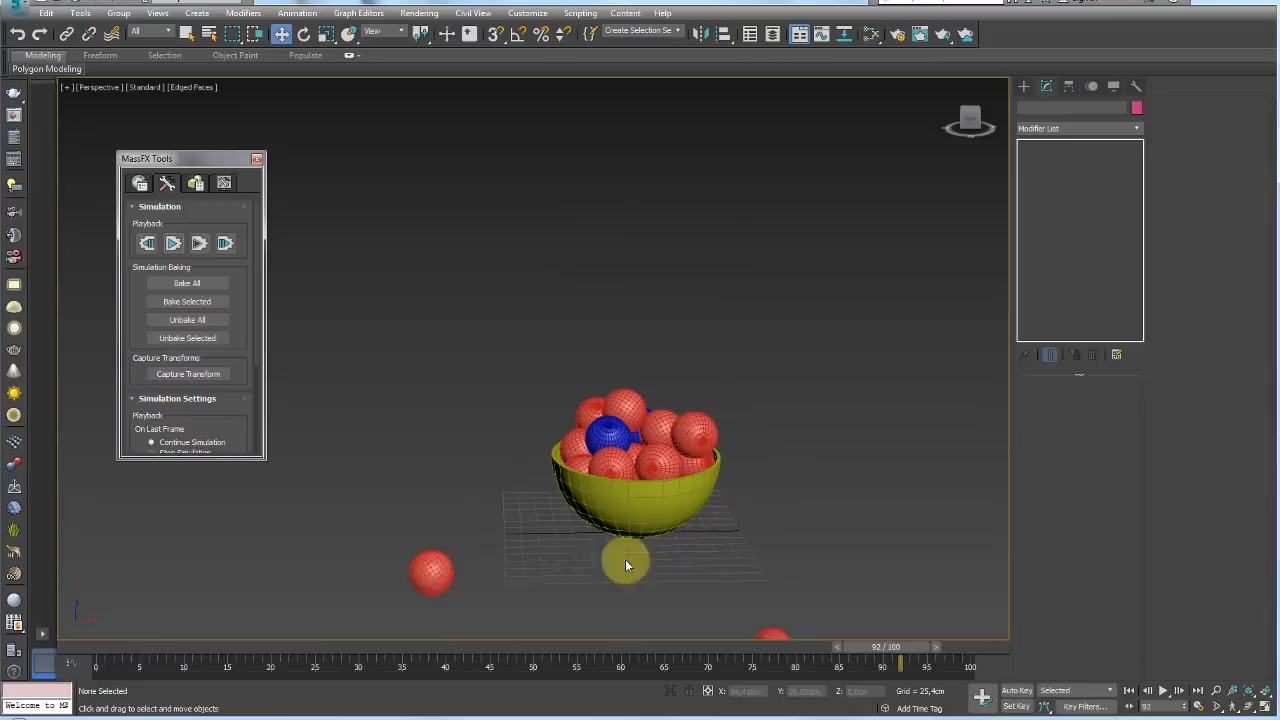 Edit Tools Group Views Create Modifiers Animation Graph Editors Rendering Civil View Customize Scripting Content Help
All View Create Selection Se
Modeling Freeform Selection Object Paint Populate
Polygon Modeling
[+] [Perspective] [Standard] [Edged Faces]
Modifier List
MassFX Tools
Simulation
Playback
Simulation Baking
Bake All
Bake Selected
Unbake All
Unbake Selected
Capture Transforms
Capture Transform
Simulation Settings
Playback
On Last Frame
Continue Simulation
92 / 100
0 5 10 15 20 25 30 35 40 45 50 55 60 65 70 75 80 85 90 95 100
None Selected X: Y: Z: Grid = 25,4cm Auto Key Selected
Welcome to MA Click and drag to select and move objects Add Time Tag Set Key Key Filters... 92